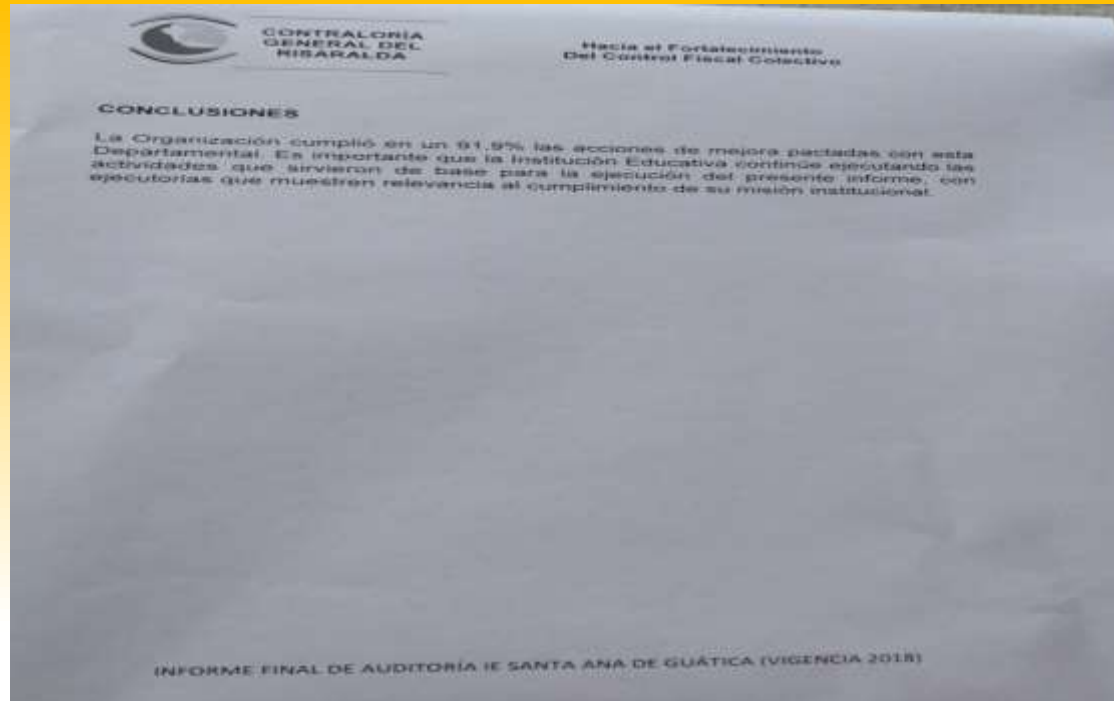 CONTRALORÍA
GENERAL DEL
RISARALDA
Hacia el Fortalecimiento
Del Control Fiscal Colectivo
CONCLUSIONES
La Organización cumplió en un 91,9% las acciones de mejora pactadas con esta
Departamental. Es importante que la Institución Educativa continúe ejecutando las
actividades que sirvieron de base para la ejecución del presente informe, con
ejecutorías que muestren relevancia al cumplimiento de su misión institucional.
INFORME FINAL DE AUDITORÍA IE SANTA ANA DE GUÁTICA (VIGENCIA 2018)